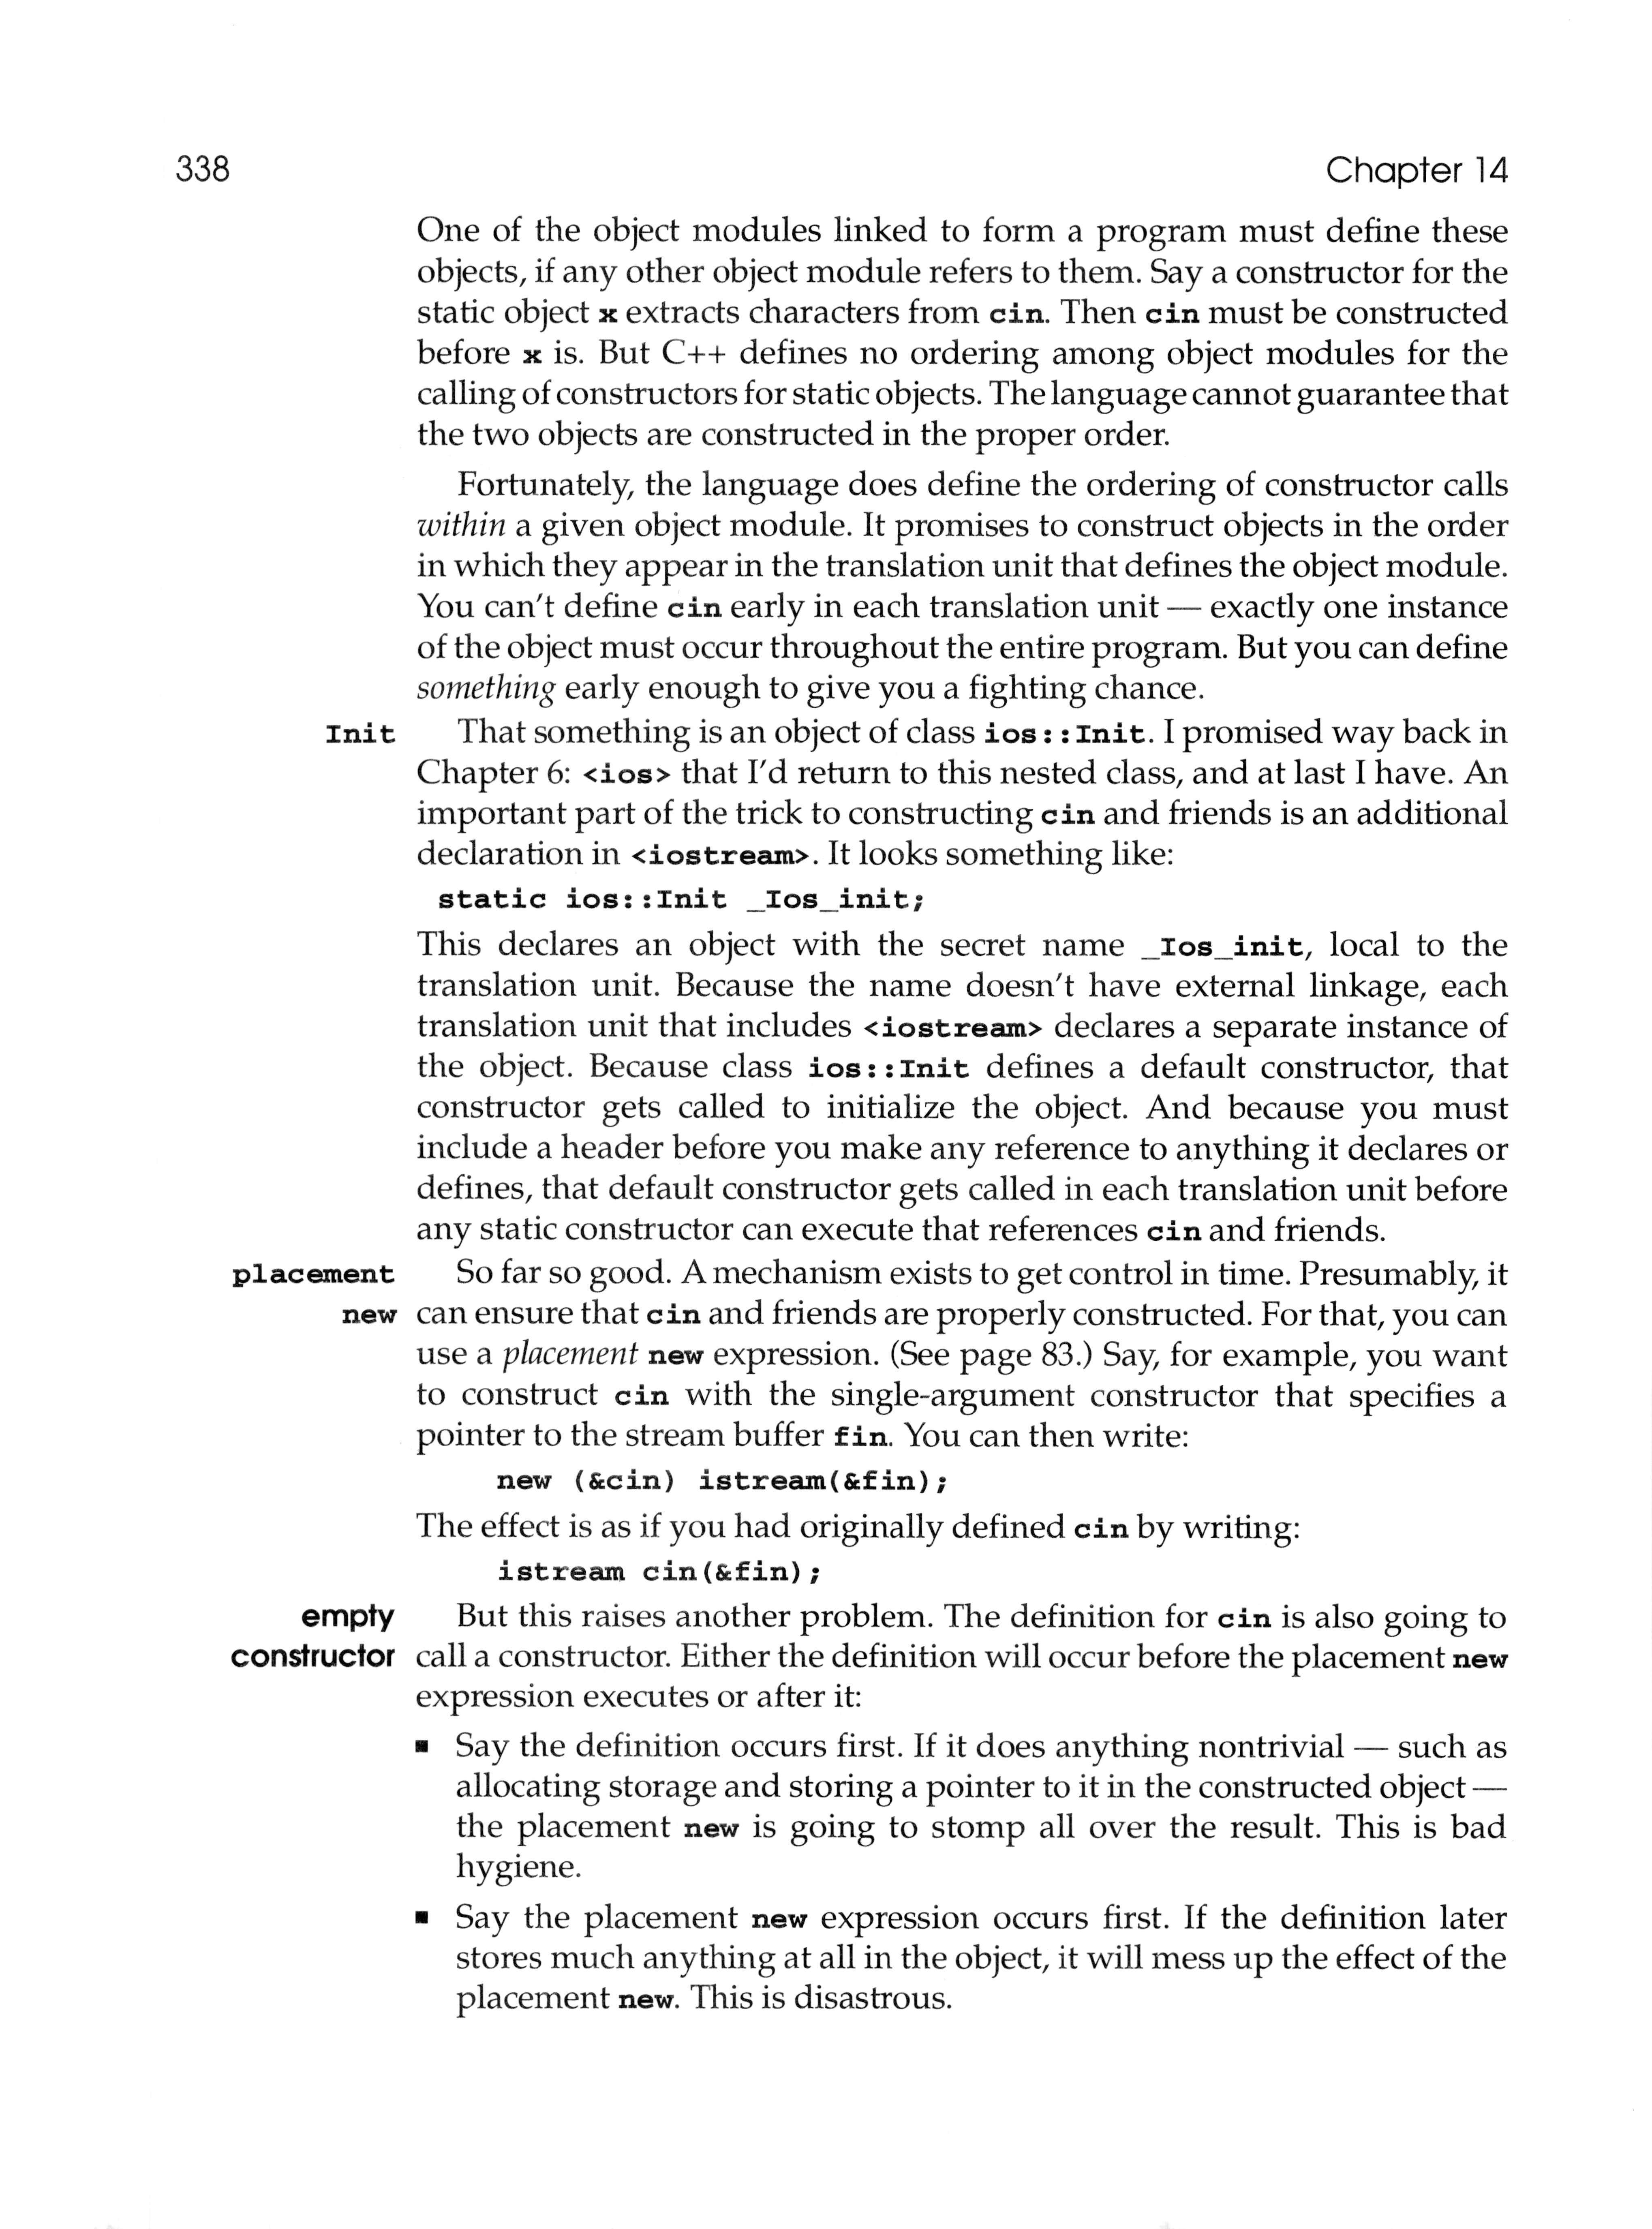 338 Chapter 14
One of the object modules linked to form a program must define these
objects, if any other object module refers to them. Say a constructor for the
static object x extracts characters from cin. Then cin must be constructed
before x is. But C++ defines no ordering among object modules for the
calling of constructors for static objects. The language cannot guarantee that
the two objects are constructed in the proper order.
Fortunately, the language does define the ordering of constructor calls
within a given object module. It promises to construct objects in the order
in which they appear in the translation unit that defines the object module.
You can't define cin early in each translation unit — exactly one instance
of the object must occur throughout the entire program. But you can define
something early enough to give you a fighting chance.
Init That something is an object of class ios::Init. I promised way back in
Chapter 6: <ios> that I'd return to this nested class, and at last I have. An
important part of the trick to constructing cin and friends is an additional
declaration in <iostream>. It looks something like:
static ios::Init _Ios_init;
This declares an object with the secret name _Ios_init, local to the
translation unit. Because the name doesn't have external linkage, each
translation unit that includes <iostream> declares a separate instance of
the object. Because class ios::Init defines a default constructor, that
constructor gets called to initialize the object. And because you must
include a header before you make any reference to anything it declares or
defines, that default constructor gets called in each translation unit before
any static constructor can execute that references cin and friends.
placement So far so good. A mechanism exists to get control in time. Presumably, it
new can ensure that cin and friends are properly constructed. For that, you can
use a placement new expression. (See page 83.) Say, for example, you want
to construct cin with the single-argument constructor that specifies a
pointer to the stream buffer fin. You can then write:
new (&cin) istream(&fin);
The effect is as if you had originally defined cin by writing:
istream cin(&fin);
empty But this raises another problem. The definition for cin is also going to
constructor call a constructor. Either the definition will occur before the placement new
expression executes or after it:
▪ Say the definition occurs first. If it does anything nontrivial — such as
allocating storage and storing a pointer to it in the constructed object —
the placement new is going to stomp all over the result. This is bad
hygiene.
▪ Say the placement new expression occurs first. If the definition later
stores much anything at all in the object, it will mess up the effect of the
placement new. This is disastrous.